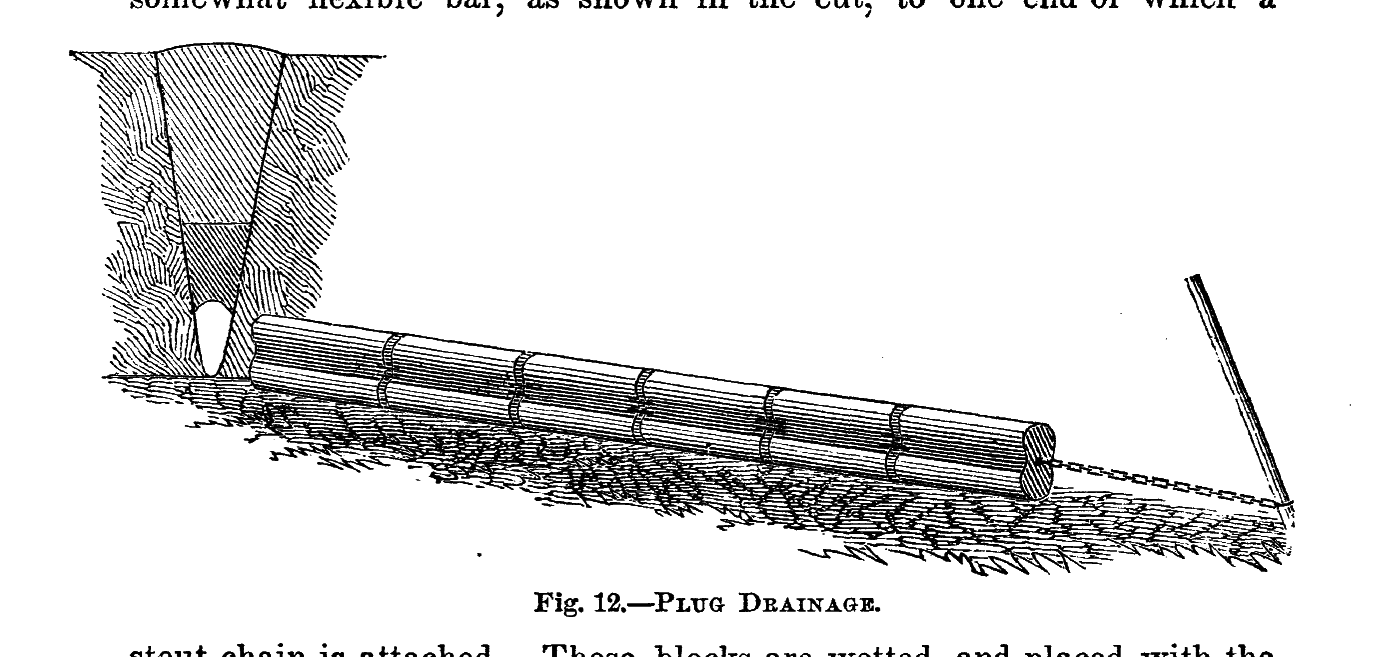 somewhat flexible bar, as shown in the cut, to one end of which a
Fig. 12.—Plug Drainage.
stout chain is attached. These blocks are wetted, and placed with the